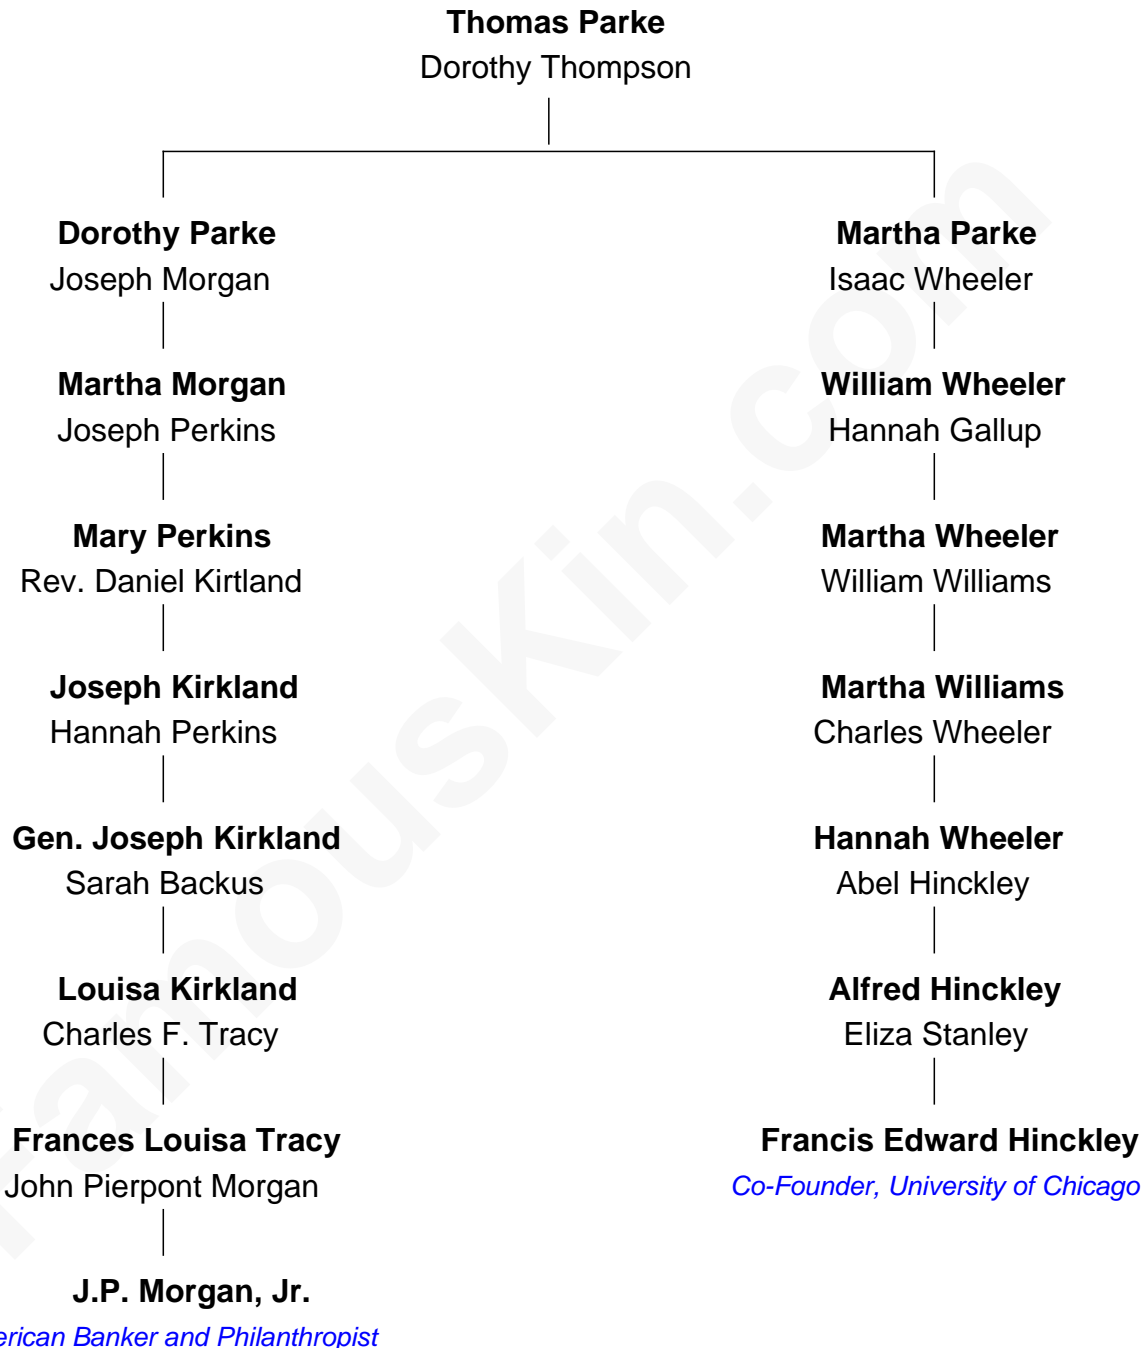 Thomas Parke
Dorothy Thompson
Dorothy Parke
Joseph Morgan
Martha Parke
Isaac Wheeler
Martha Morgan
Joseph Perkins
William Wheeler
Hannah Gallup
Mary Perkins
Rev. Daniel Kirtland
Martha Wheeler
William Williams
Joseph Kirkland
Hannah Perkins
Martha Williams
Charles Wheeler
Gen. Joseph Kirkland
Sarah Backus
Hannah Wheeler
Abel Hinckley
Louisa Kirkland
Charles F. Tracy
Alfred Hinckley
Eliza Stanley
Frances Louisa Tracy
John Pierpont Morgan
Francis Edward Hinckley
Co-Founder, University of Chicago
J.P. Morgan, Jr.
erican Banker and Philanthropist
FamousKin.com